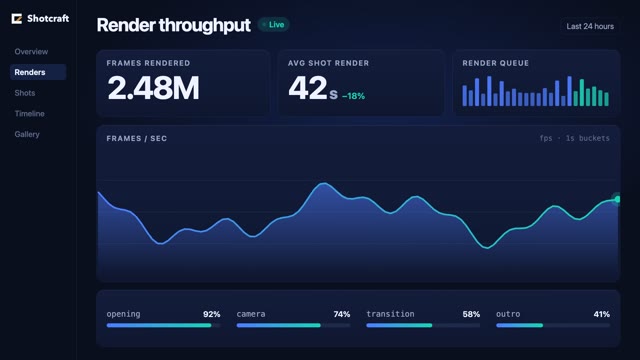 Shotcraft
Overview
Renders
Shots
Timeline
Gallery
Render throughput
Live
Last 24 hours
FRAMES RENDERED
2.48M
AVG SHOT RENDER
42s −18%
RENDER QUEUE
FRAMES / SEC
fps · 1s buckets
opening 92%
camera 74%
transition 58%
outro 41%